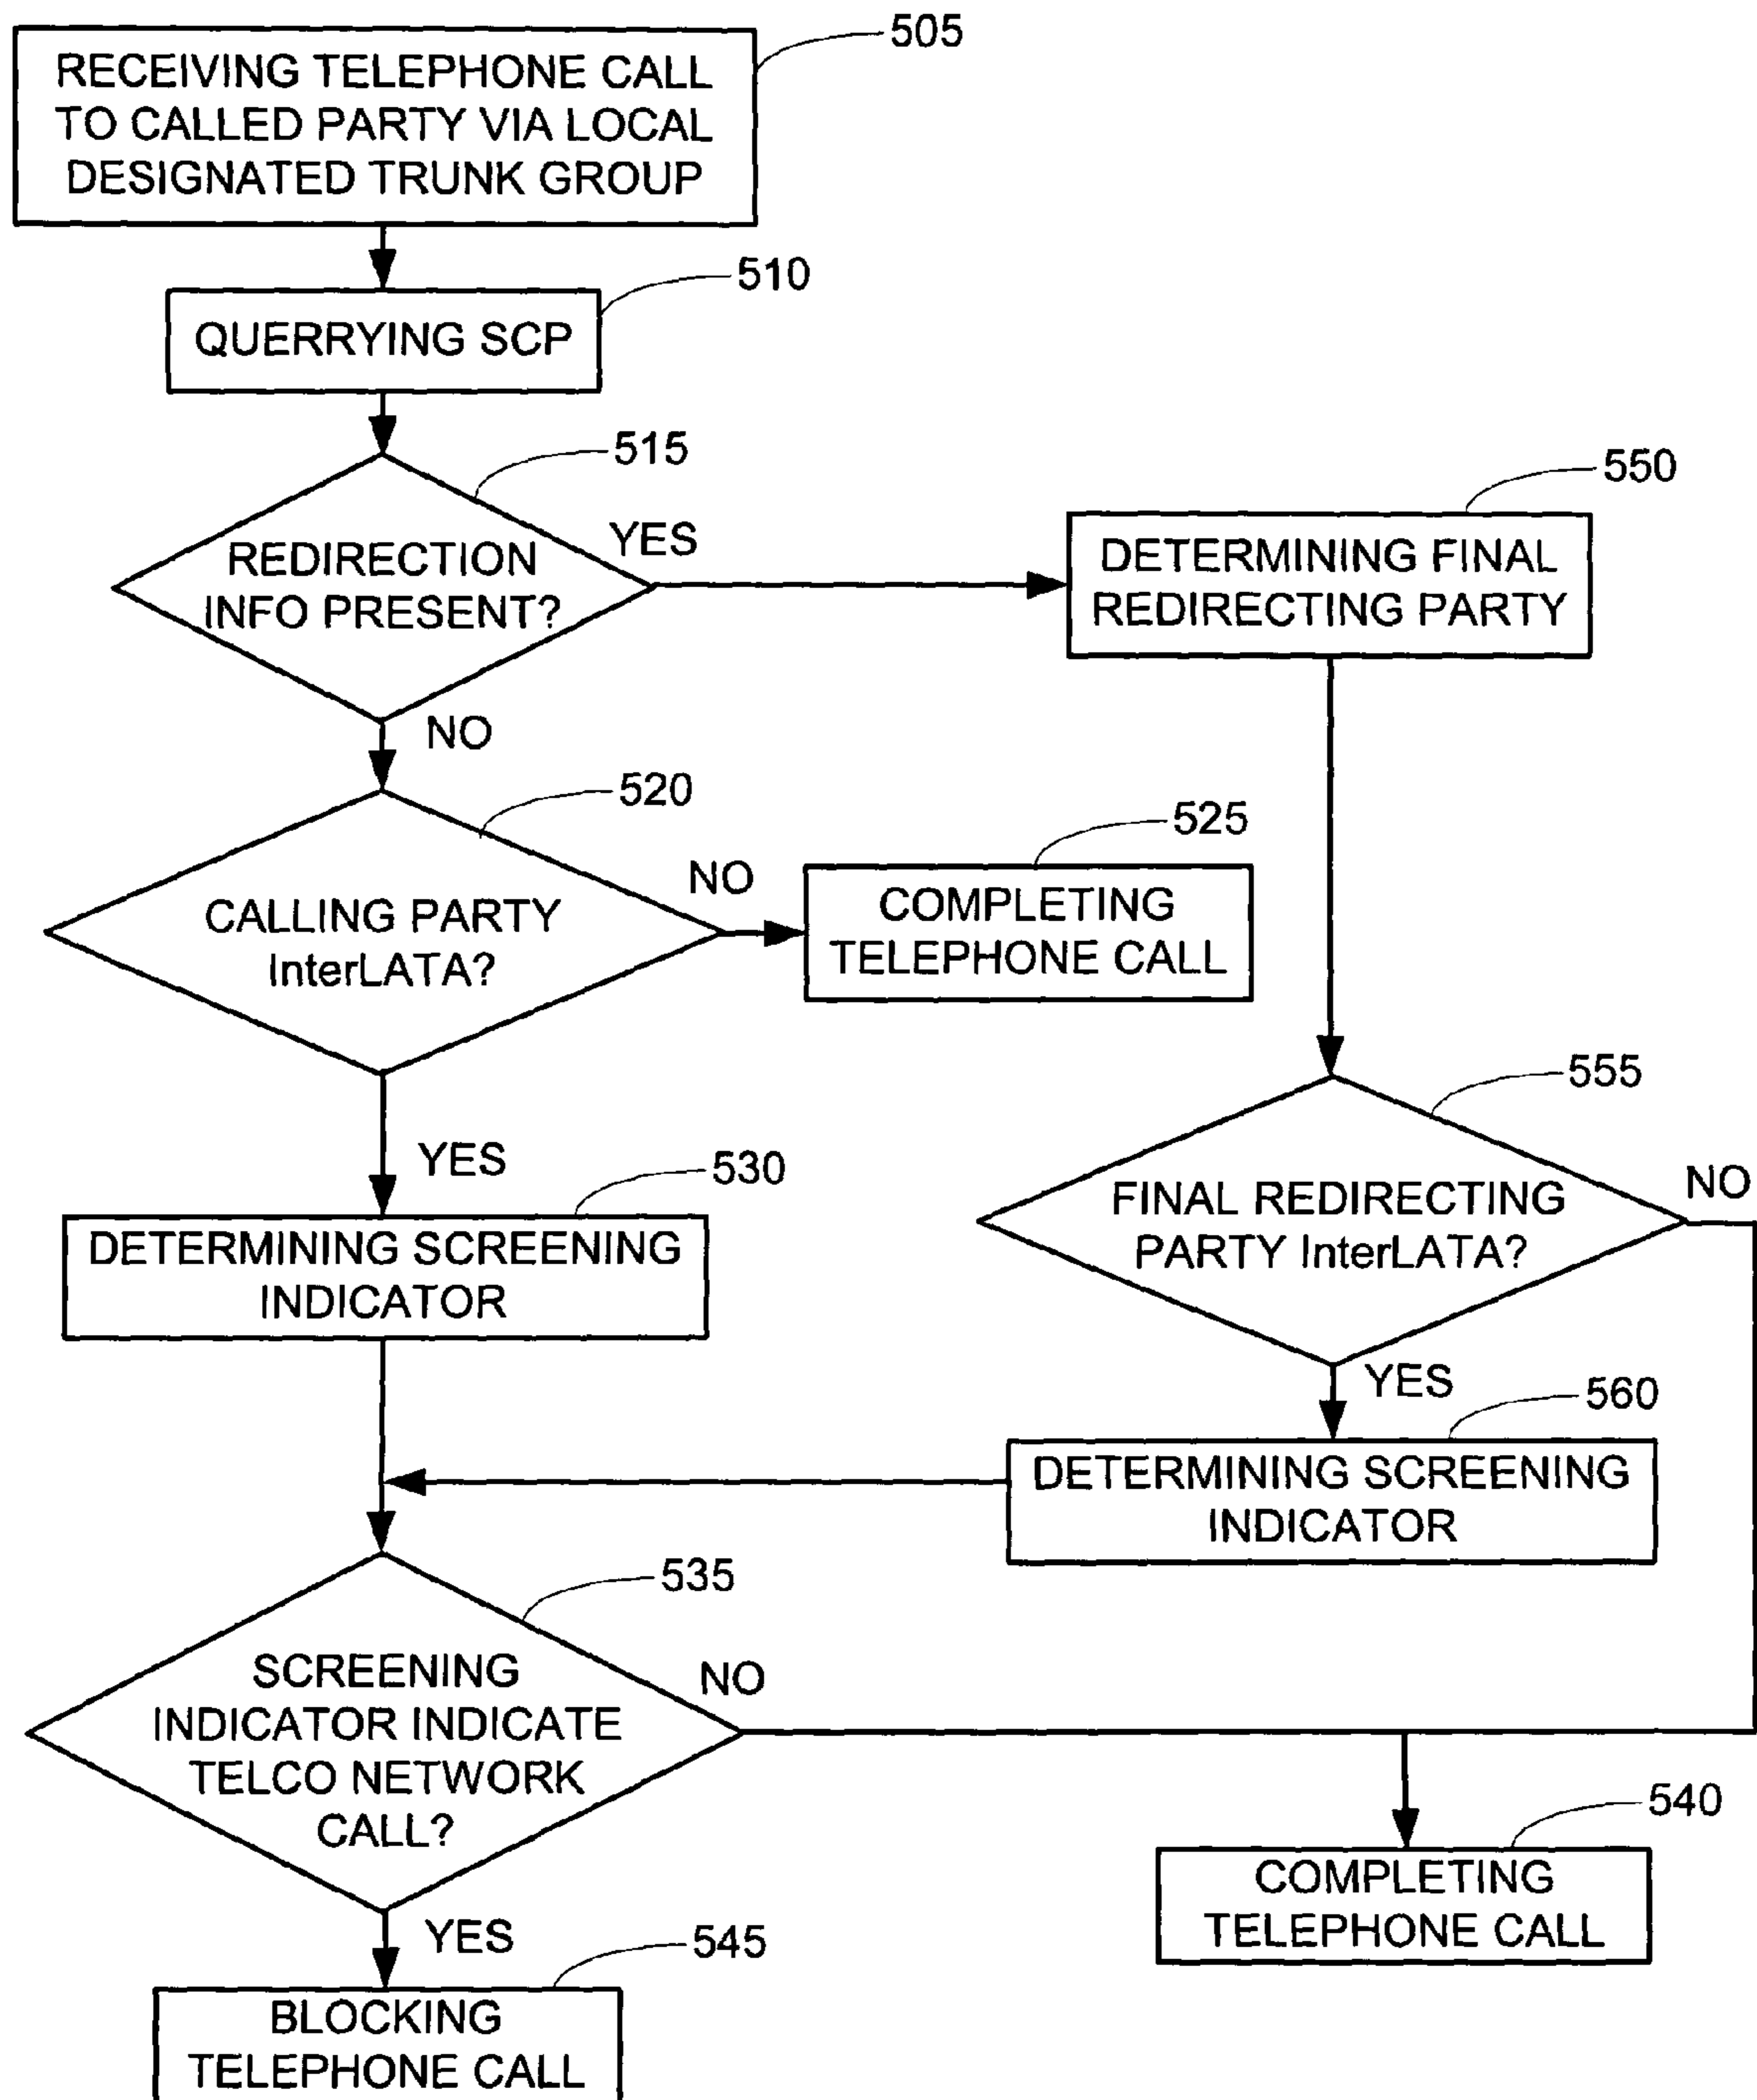 505
RECEIVING TELEPHONE CALL
TO CALLED PARTY VIA LOCAL
DESIGNATED TRUNK GROUP
510
QUERRYING SCP
515
REDIRECTION
INFO PRESENT?
YES
NO
550
DETERMINING FINAL
REDIRECTING PARTY
520
CALLING PARTY
InterLATA?
NO
YES
525
COMPLETING
TELEPHONE CALL
530
DETERMINING SCREENING
INDICATOR
555
FINAL REDIRECTING
PARTY InterLATA?
NO
YES
560
DETERMINING SCREENING
INDICATOR
535
SCREENING
INDICATOR INDICATE
TELCO NETWORK
CALL?
NO
YES
540
COMPLETING
TELEPHONE CALL
545
BLOCKING
TELEPHONE CALL